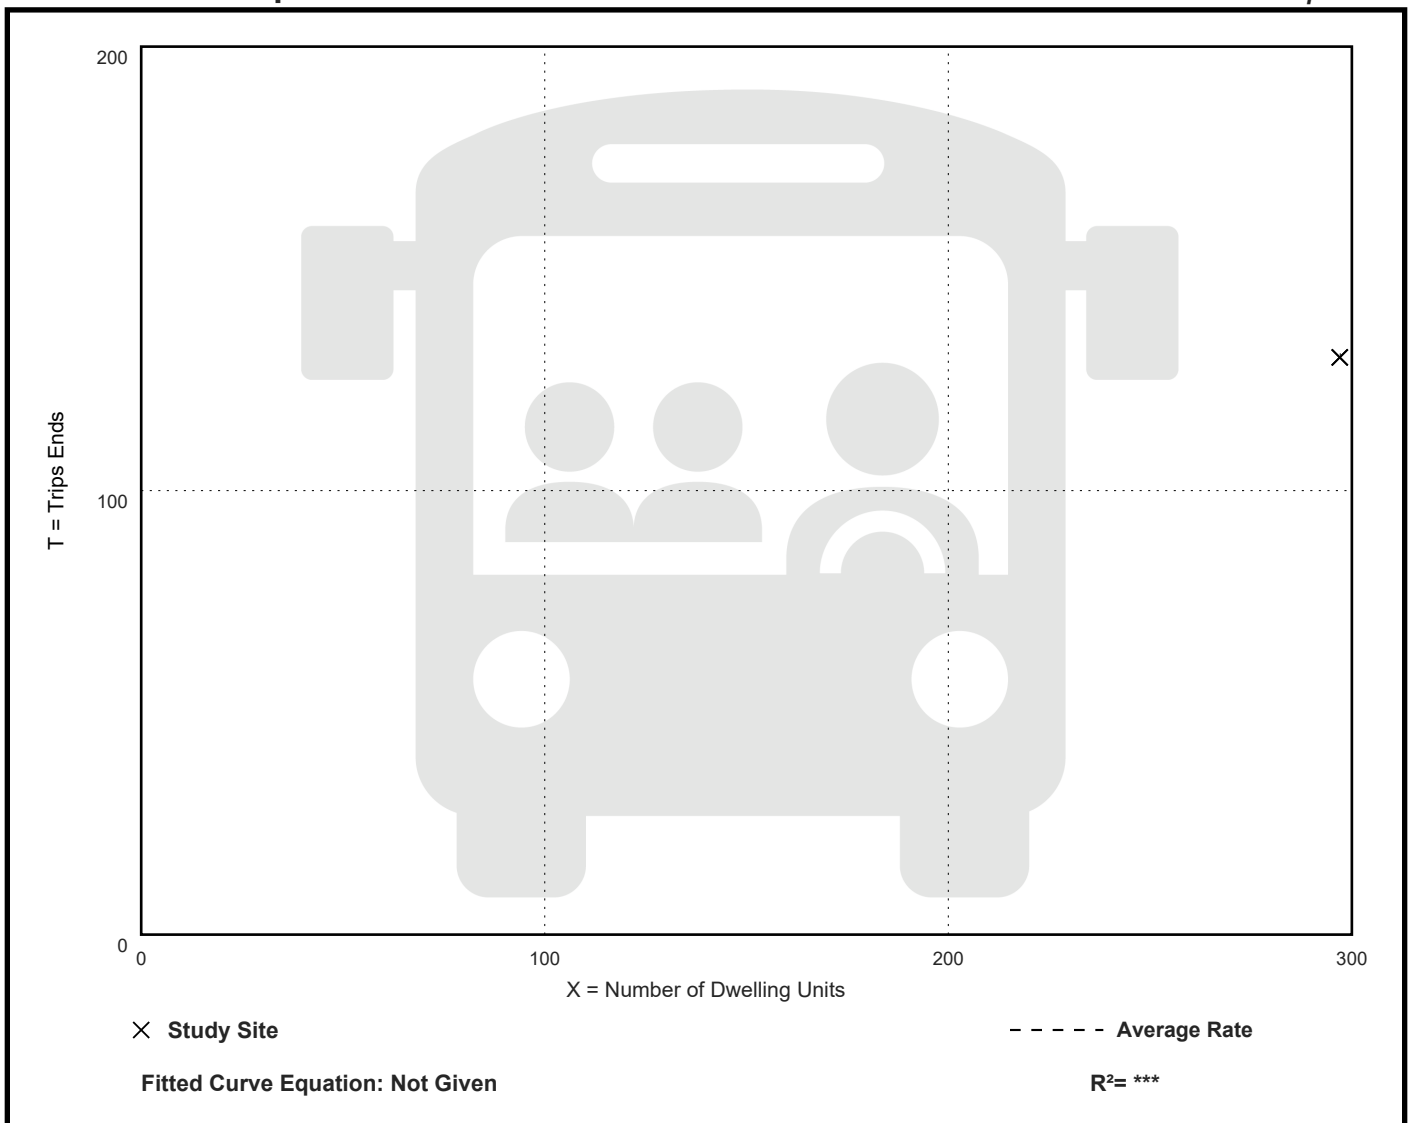 200
T = Trips Ends
100
0
0 100 200 300
X = Number of Dwelling Units
Study Site
Average Rate
Fitted Curve Equation: Not Given
R²= ***